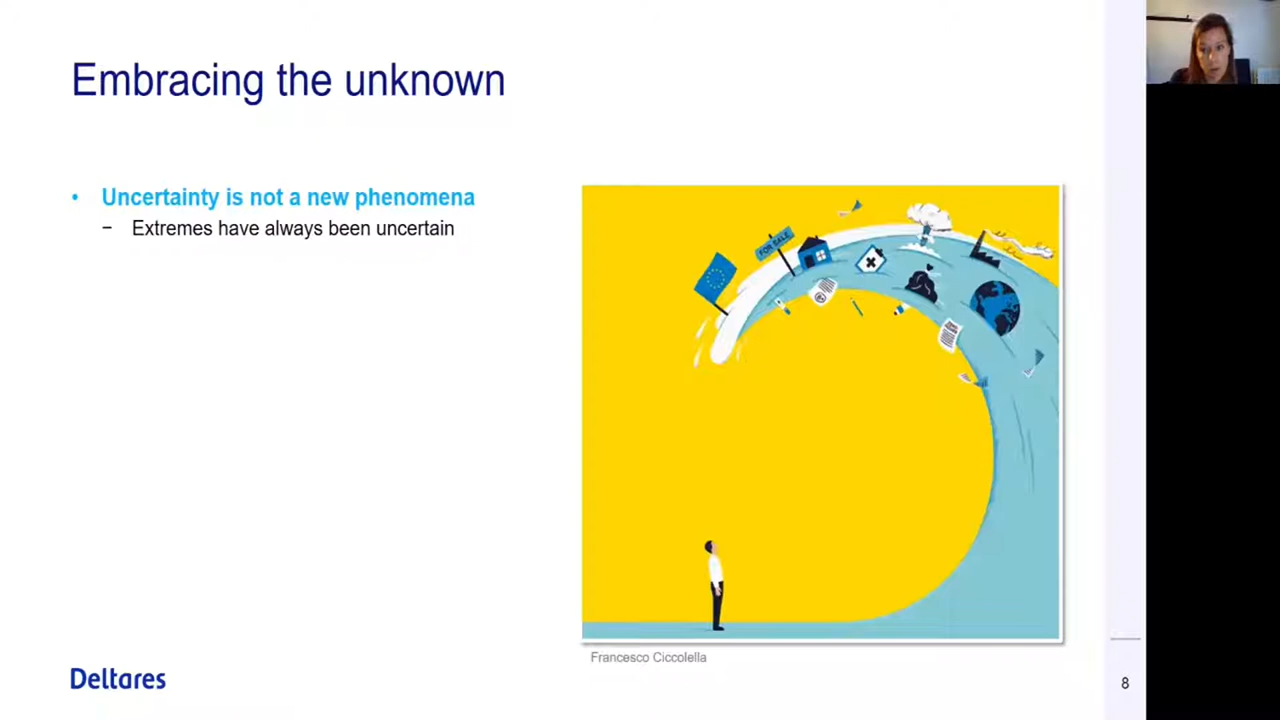 Embracing the unknown
• Uncertainty is not a new phenomena
− Extremes have always been uncertain
FOR SALE
Francesco Ciccolella
Deltares
8